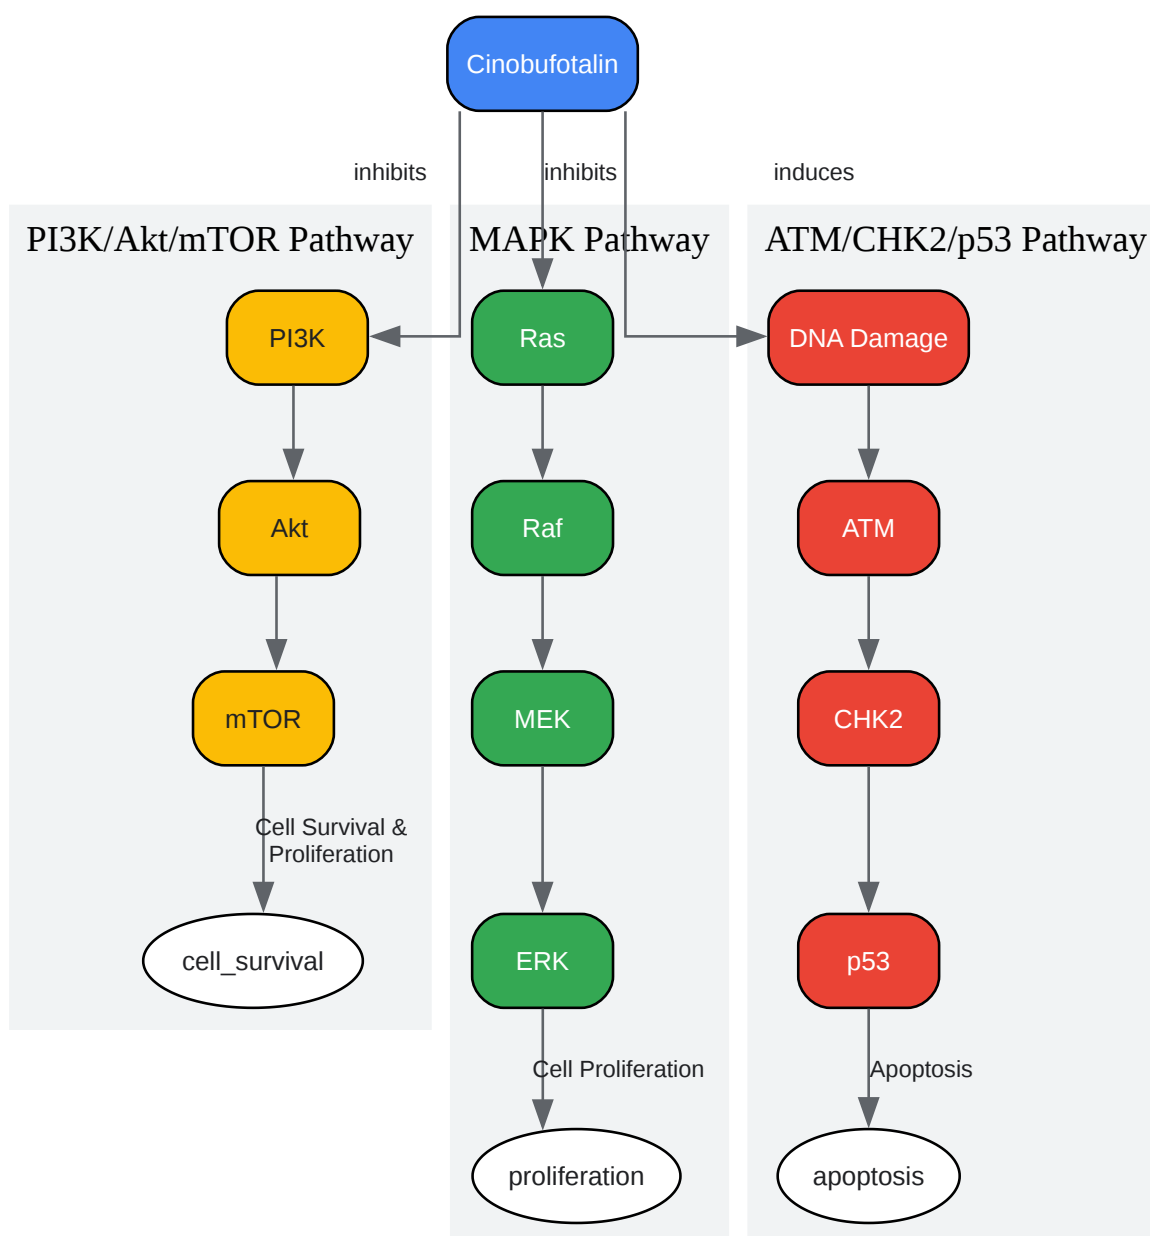 Cinobufotalin
inhibits
inhibits
induces
PI3K/Akt/mTOR Pathway
MAPK Pathway
ATM/CHK2/p53 Pathway
PI3K
Ras
DNA Damage
Akt
Raf
ATM
mTOR
MEK
CHK2
Cell Survival &
Proliferation
cell_survival
ERK
p53
Cell Proliferation
Apoptosis
proliferation
apoptosis